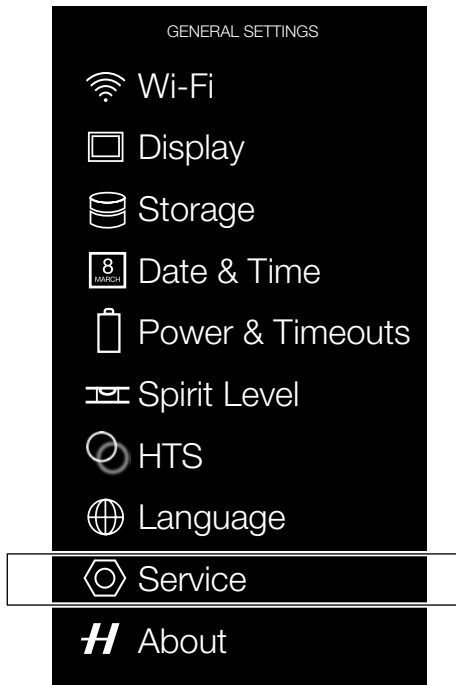 GENERAL SETTINGS
Wi-Fi
Display
Storage
8
MARCH
Date & Time
Power & Timeouts
Spirit Level
HTS
Language
Service
H About